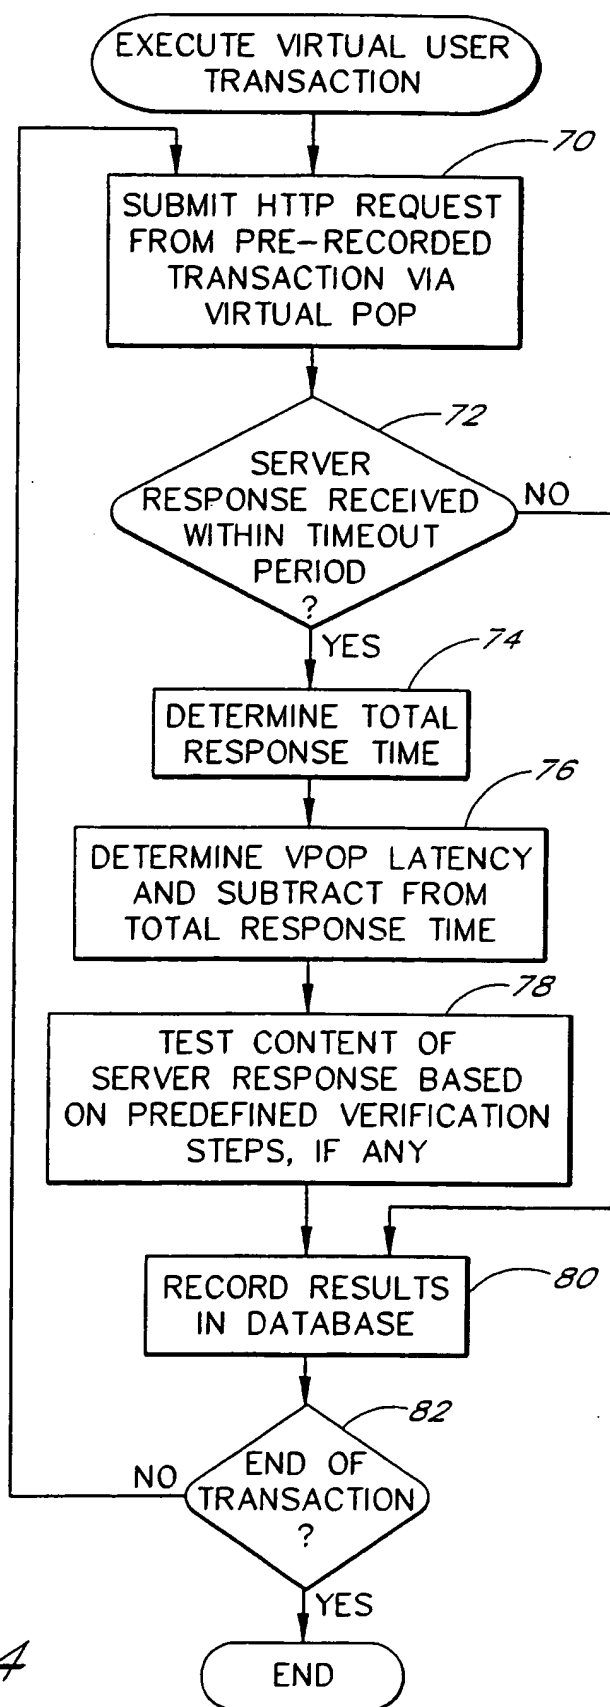 EXECUTE VIRTUAL USER
TRANSACTION
70
SUBMIT HTTP REQUEST
FROM PRE-RECORDED
TRANSACTION VIA
VIRTUAL POP
72
SERVER
RESPONSE RECEIVED
WITHIN TIMEOUT
PERIOD
?
NO
YES
74
DETERMINE TOTAL
RESPONSE TIME
76
DETERMINE VPOP LATENCY
AND SUBTRACT FROM
TOTAL RESPONSE TIME
78
TEST CONTENT OF
SERVER RESPONSE BASED
ON PREDEFINED VERIFICATION
STEPS, IF ANY
80
RECORD RESULTS
IN DATABASE
82
END OF
TRANSACTION
?
NO
YES
4
END